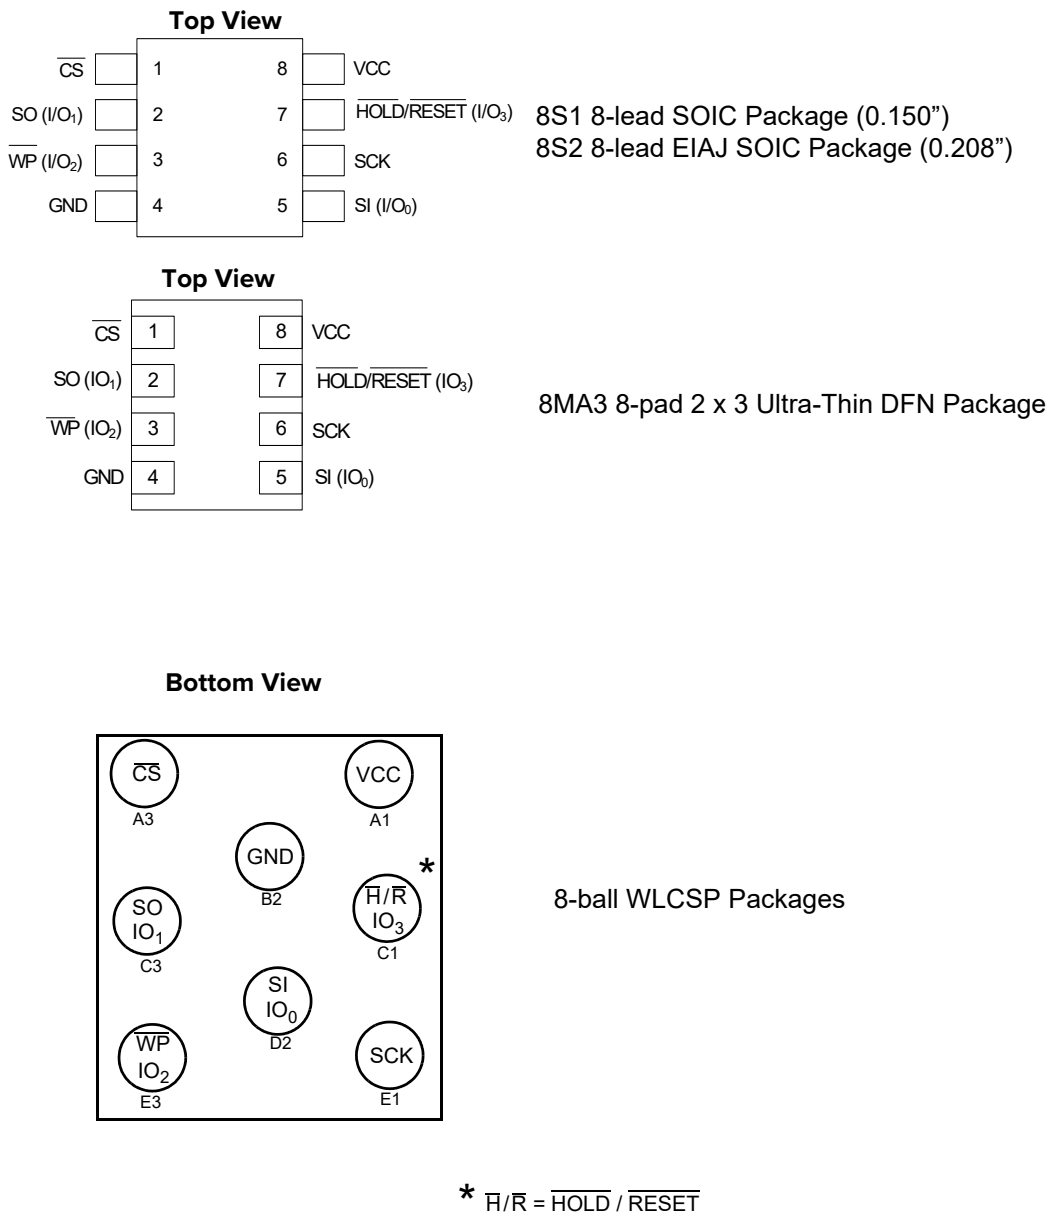 Top View
CS 1 8 VCC
SO (I/O1) 2 7 HOLD/RESET (I/O3)
WP (I/O2) 3 6 SCK
GND 4 5 SI (I/O0)
8S1 8-lead SOIC Package (0.150”)
8S2 8-lead EIAJ SOIC Package (0.208”)
Top View
CS 1 8 VCC
SO (IO1) 2 7 HOLD/RESET (IO3)
WP (IO2) 3 6 SCK
GND 4 5 SI (IO0)
8MA3 8-pad 2 x 3 Ultra-Thin DFN Package
Bottom View
CS
A3
VCC
A1
GND
B2
*
H/R
IO3
C1
SO
IO1
C3
SI
IO0
D2
WP
IO2
E3
SCK
E1
8-ball WLCSP Packages
* H/R = HOLD / RESET